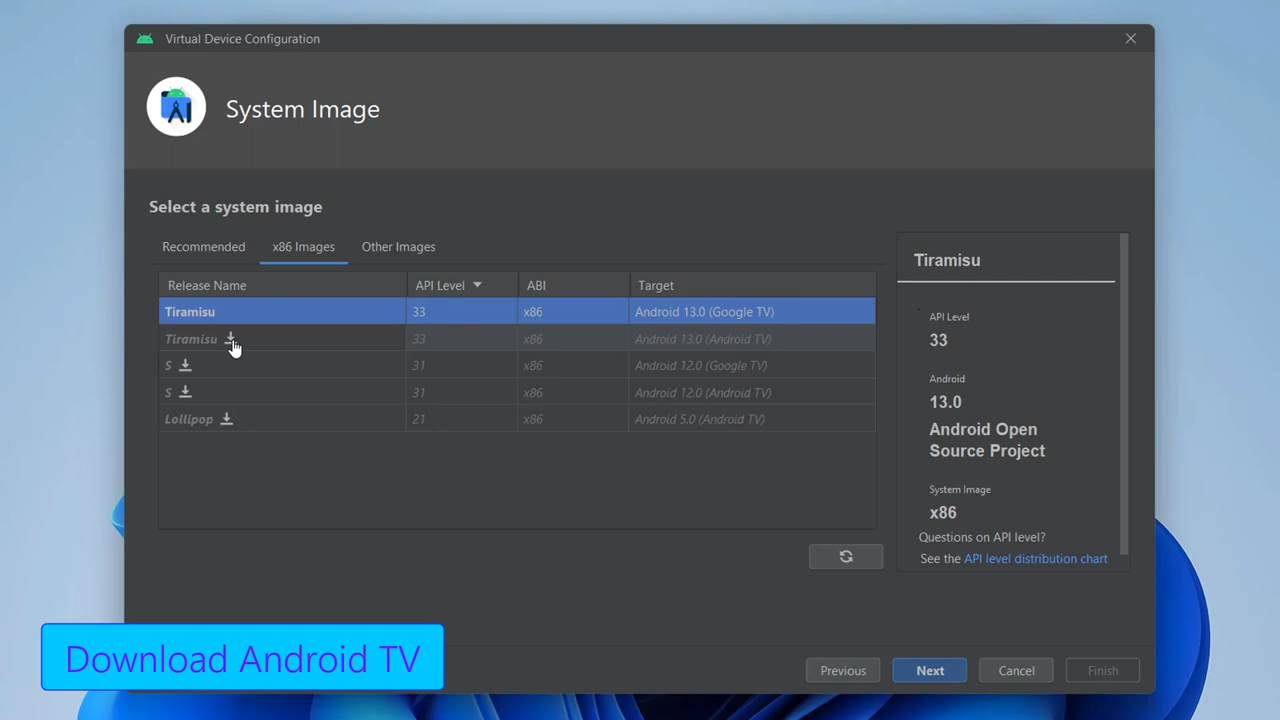 Virtual Device Configuration
System Image
Select a system image
Recommended x86 Images Other Images
Release Name API Level ABI Target
Tiramisu 33 x86 Android 13.0 (Google TV)
Tiramisu 33 x86 Android 13.0 (Android TV)
S 31 x86 Android 12.0 (Google TV)
S 31 x86 Android 12.0 (Android TV)
Lollipop 21 x86 Android 5.0 (Android TV)
Tiramisu
API Level
33
Android
13.0
Android Open
Source Project
System Image
x86
Questions on API level?
See the API level distribution chart
Download Android TV
Previous Next Cancel Finish